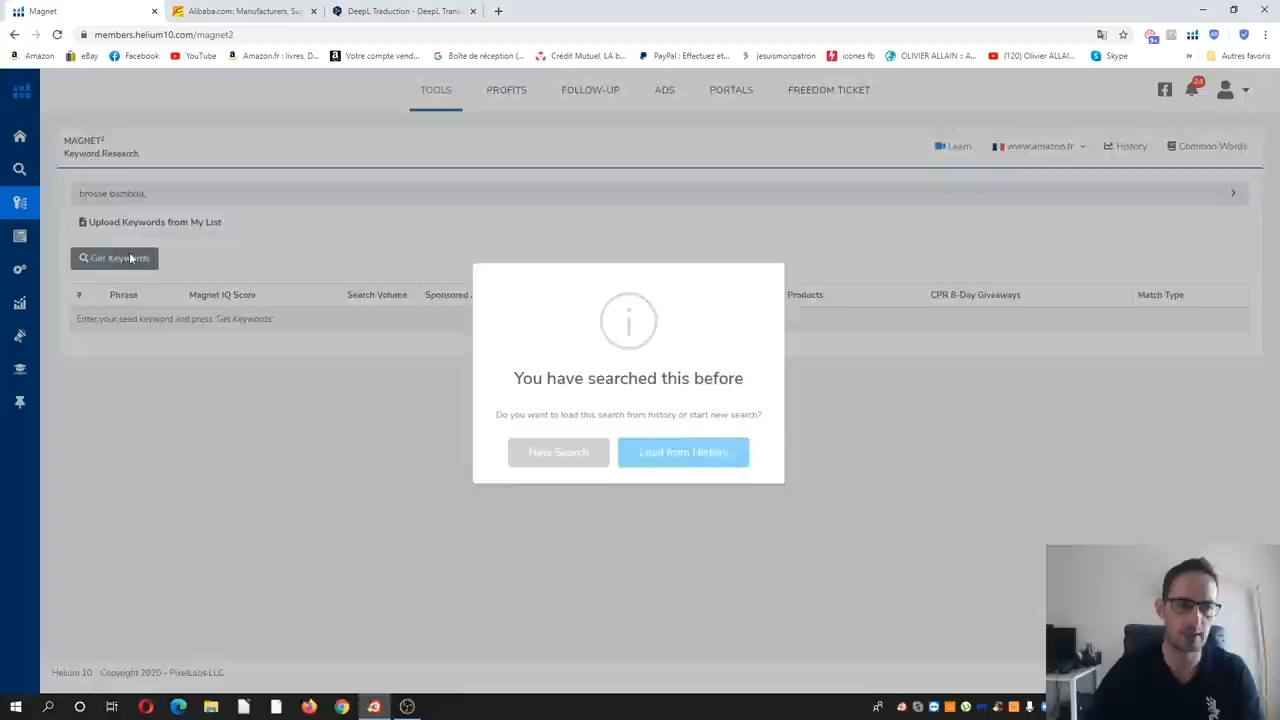 Magnet
Alibaba.com: Manufacturers, Sup
DeepL Traduction - DeepL Trans
members.helium10.com/magnet2
Amazon
eBay
Facebook
YouTube
Amazon.fr : livres, D...
Votre compte vend...
Boîte de réception (...
Crédit Mutuel, LA b...
PayPal : Effectuez et...
jesuismonpatron
icones fb
OLIVIER ALLAIN :: A...
(120) Olivier ALLAI...
Skype
»
Autres favoris
TOOLS
PROFITS
FOLLOW-UP
ADS
PORTALS
FREEDOM TICKET
24
MAGNET²
Keyword Research
Learn
www.amazon.fr
History
Common Words
brosse bambou,
Upload Keywords from My List
Get Keywords
# Phrase Magnet IQ Score Search Volume Sponsored Products CPR 8-Day Giveaways Match Type
Enter your seed keyword and press 'Get Keywords'
You have searched this before
Do you want to load this search from history or start new search?
New Search
Load from History
Helium 10 Copyright 2020 - PixelLabs LLC